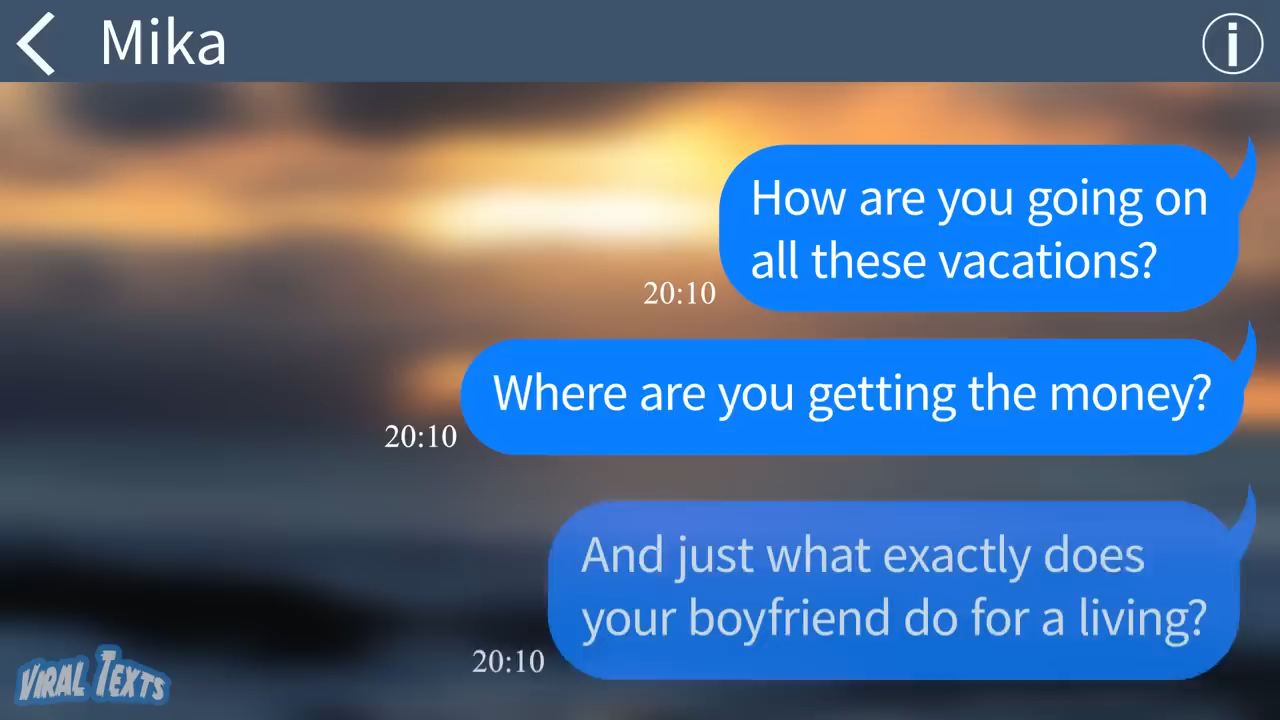 Mika
How are you going on
all these vacations?
20:10
Where are you getting the money?
20:10
And just what exactly does
your boyfriend do for a living?
20:10
VIRAL TEXTS